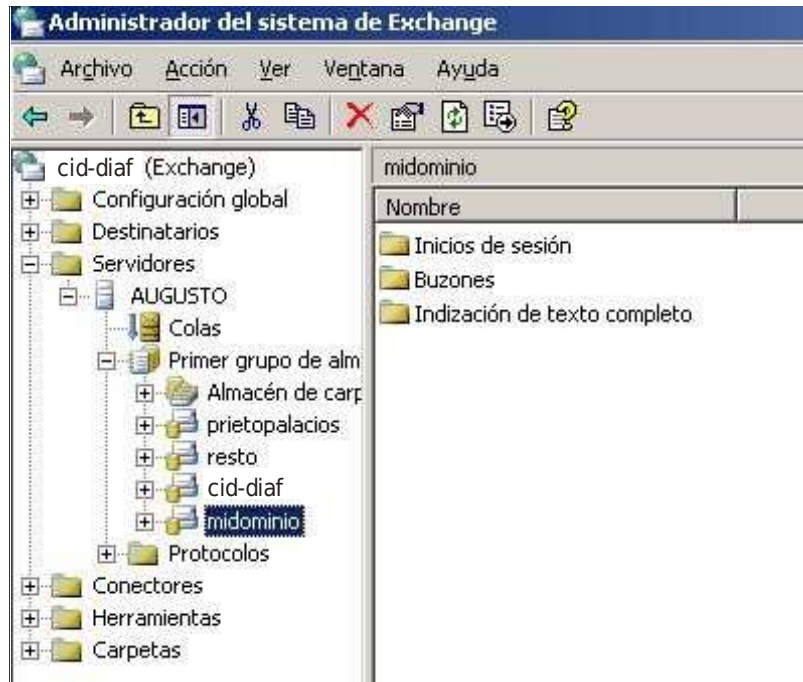 Administrador del sistema de Exchange
Archivo Acción Ver Ventana Ayuda
cid-diaf (Exchange)
Configuración global
Destinatarios
Servidores
AUGUSTO
Colas
Primer grupo de alm
Almacén de carp
prietopalacios
resto
cid-diaf
midominio
Protocolos
Conectores
Herramientas
Carpetas
midominio
Nombre
Inicios de sesión
Buzones
Indización de texto completo